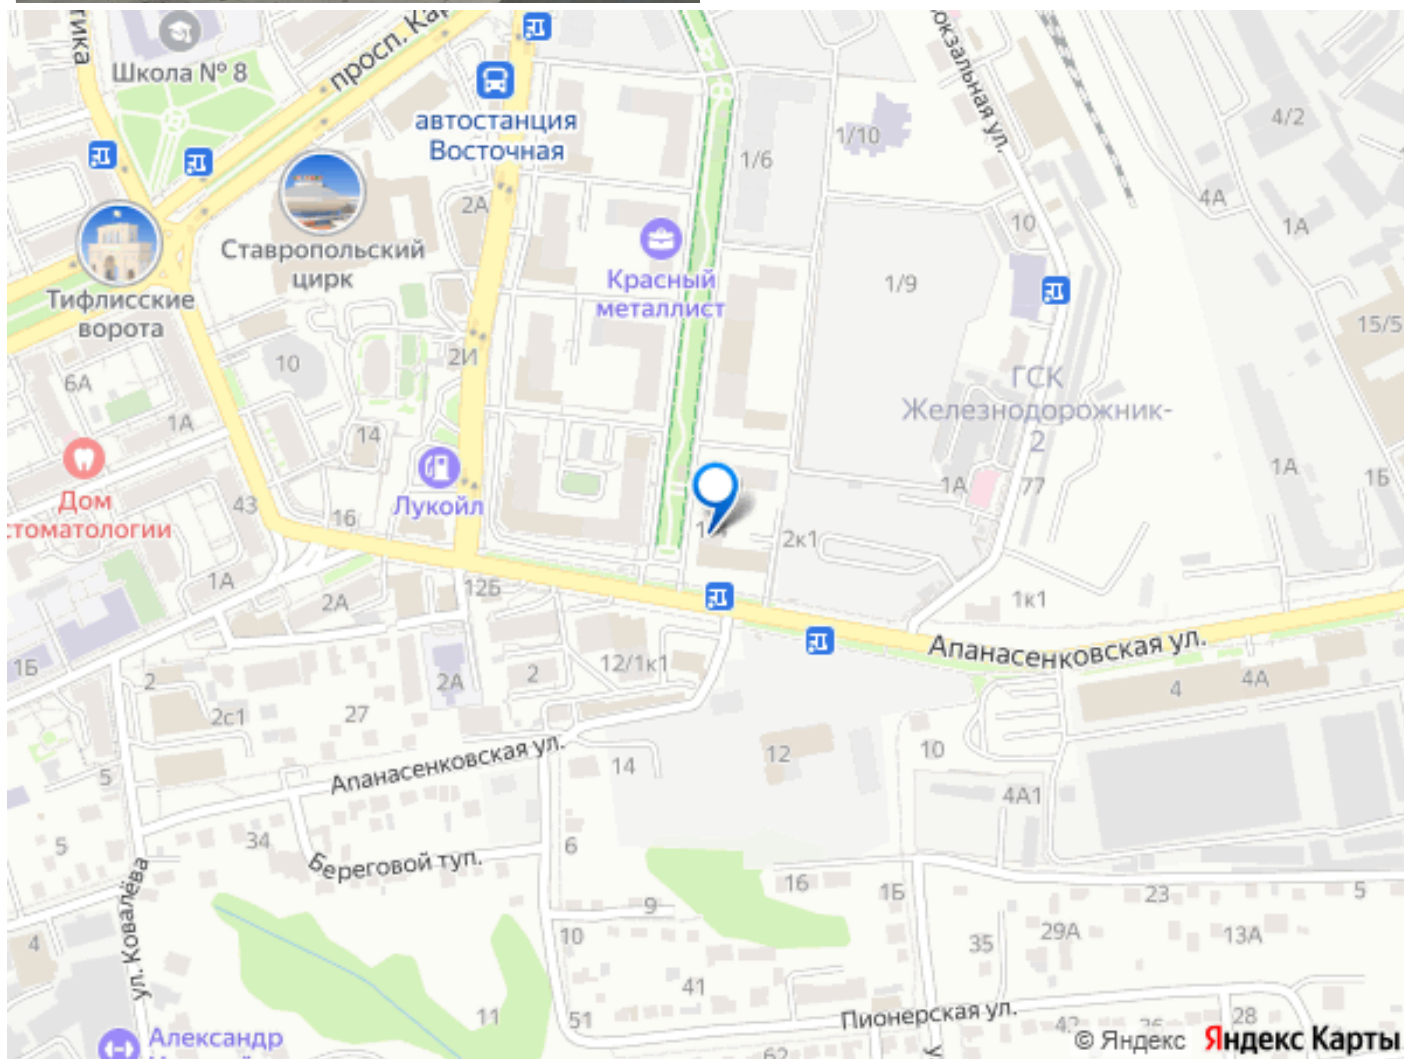 Школа № 8
просп. Кар
тика
окзальная ул.
автостанция
Восточная
1/10
4/2
1/6
4А
2А
10
1А
Ставропольский
цирк
Красный
металлист
1/9
Тифлисские
ворота
15/5
2И
10
6А
ГСК
Железнодорожник-
2
1А
14
1А
1Б
1А
77
Лукойл
Дом
стоматологии
43
16
2к1
1А
2А
12Б
1к1
Апанасенковская ул.
1Б
2
2А
2
12/1к1
4
4А
2с1
27
12
10
Апанасенковская ул.
14
5
4А1
5
34
6
Береговой туп.
16
1Б
23
5
ул. Ковалёва
9
4
10
35
29А
13А
41
11
51
Пионерская ул.
42
28
62
Александр
© Яндекс Яндекс Карты